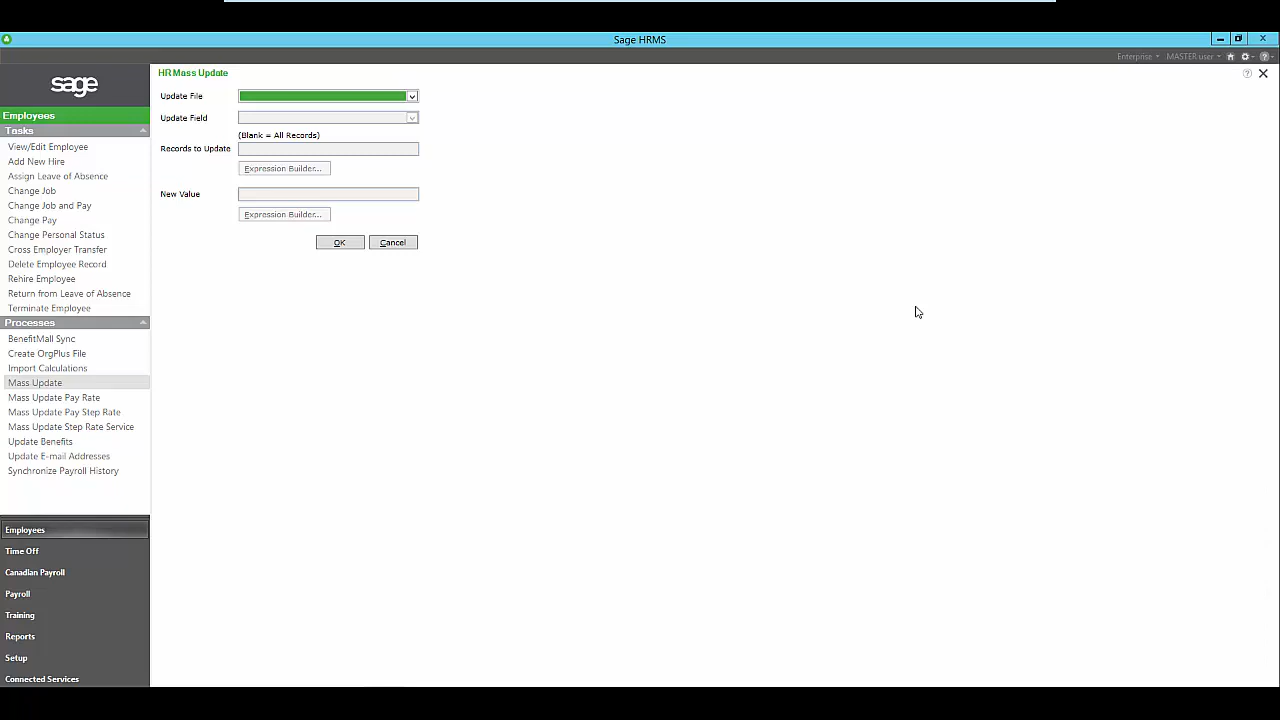 Sage HRMS
Enterprise
MASTER user
sage
HR Mass Update
Update File
Update Field
(Blank = All Records)
Records to Update
Expression Builder...
New Value
Expression Builder...
OK
Cancel
Employees
Tasks
View/Edit Employee
Add New Hire
Assign Leave of Absence
Change Job
Change Job and Pay
Change Pay
Change Personal Status
Cross Employer Transfer
Delete Employee Record
Rehire Employee
Return from Leave of Absence
Terminate Employee
Processes
BenefitMall Sync
Create OrgPlus File
Import Calculations
Mass Update
Mass Update Pay Rate
Mass Update Pay Step Rate
Mass Update Step Rate Service
Update Benefits
Update E-mail Addresses
Synchronize Payroll History
Employees
Time Off
Canadian Payroll
Payroll
Training
Reports
Setup
Connected Services